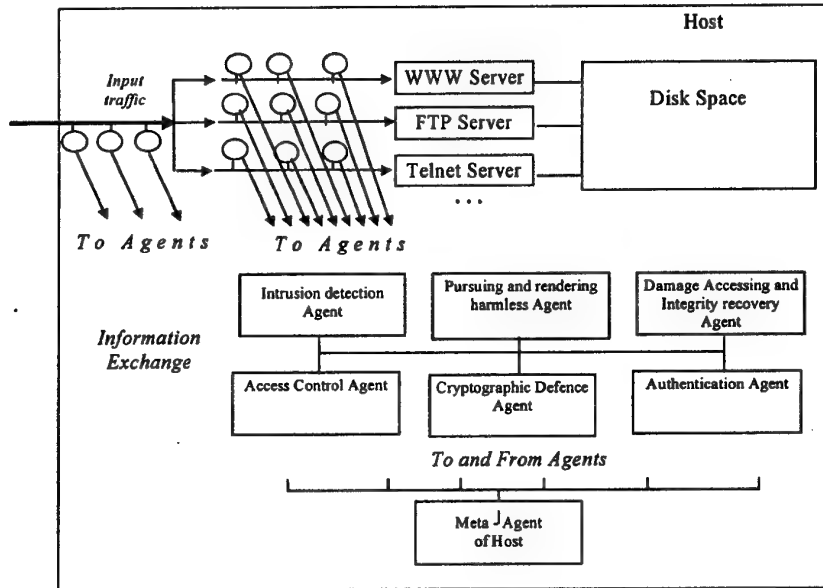 Host
Input
traffic
WWW Server
FTP Server
Telnet Server
...
Disk Space
To Agents
To Agents
Intrusion detection
Agent
Pursuing and rendering
harmless Agent
Damage Accessing and
Integrity recovery
Agent
Information
Exchange
Access Control Agent
Cryptographic Defence
Agent
Authentication Agent
To and From Agents
Meta Agent
of Host